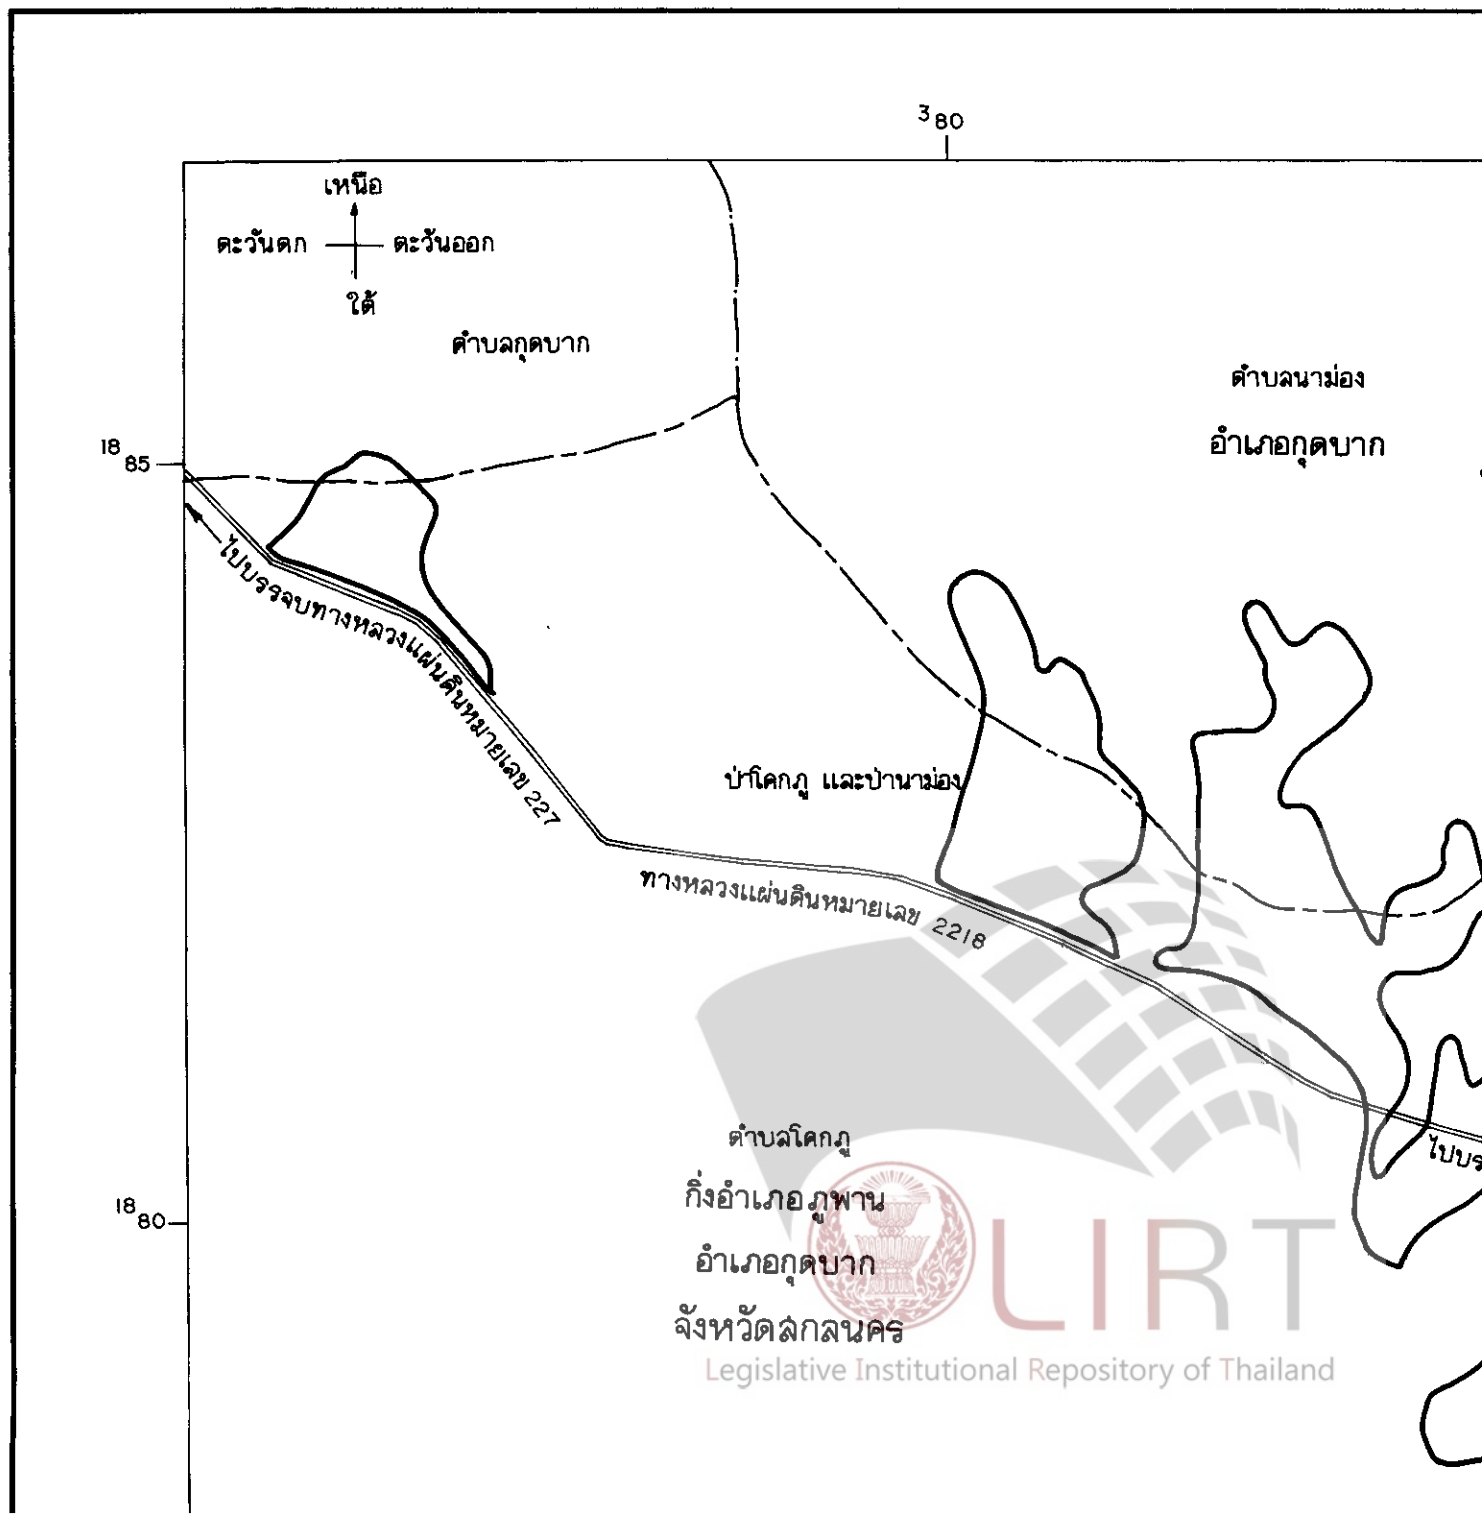 ³80
เหนือ
ตะวันตก ตะวันออก
ใต้
ตำบลกุดบาก
ตำบลนาม่อง
อำเภอกุดบาก
18 85
ไปบรรจบทางหลวงแผ่นดินหมายเลข 227
ป่าโคกภู และป่านาม่อง
ทางหลวงแผ่นดินหมายเลข 2218
ตำบลโคกภู
ไปบร
กิ่งอำเภอภูพาน
18 80
อำเภอกุดบาก
จังหวัดสกลนคร
LIRT
Legislative Institutional Repository of Thailand